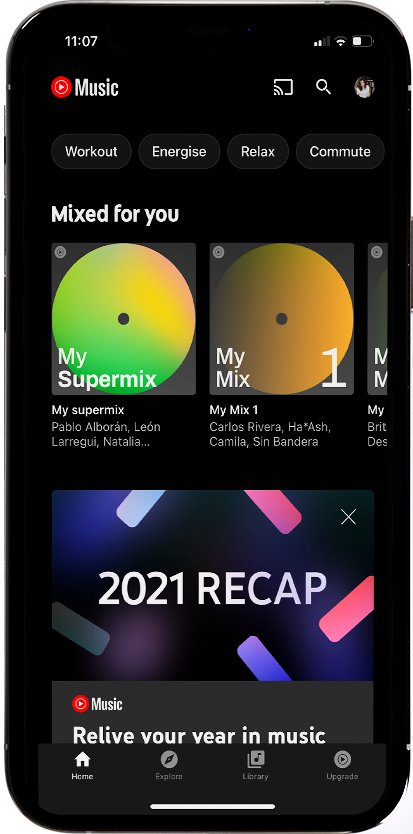 11:07
Music
Workout Energise Relax Commute
Mixed for you
My
Supermix
My
Mix 1
My supermix
Pablo Alborán, León
Larregui, Natalia...
My Mix 1
Carlos Rivera, Ha*Ash,
Camila, Sin Bandera
M
M
My
Brit
Des
2021 RECAP
Music
Relive your year in music
Home Explore Library Upgrade